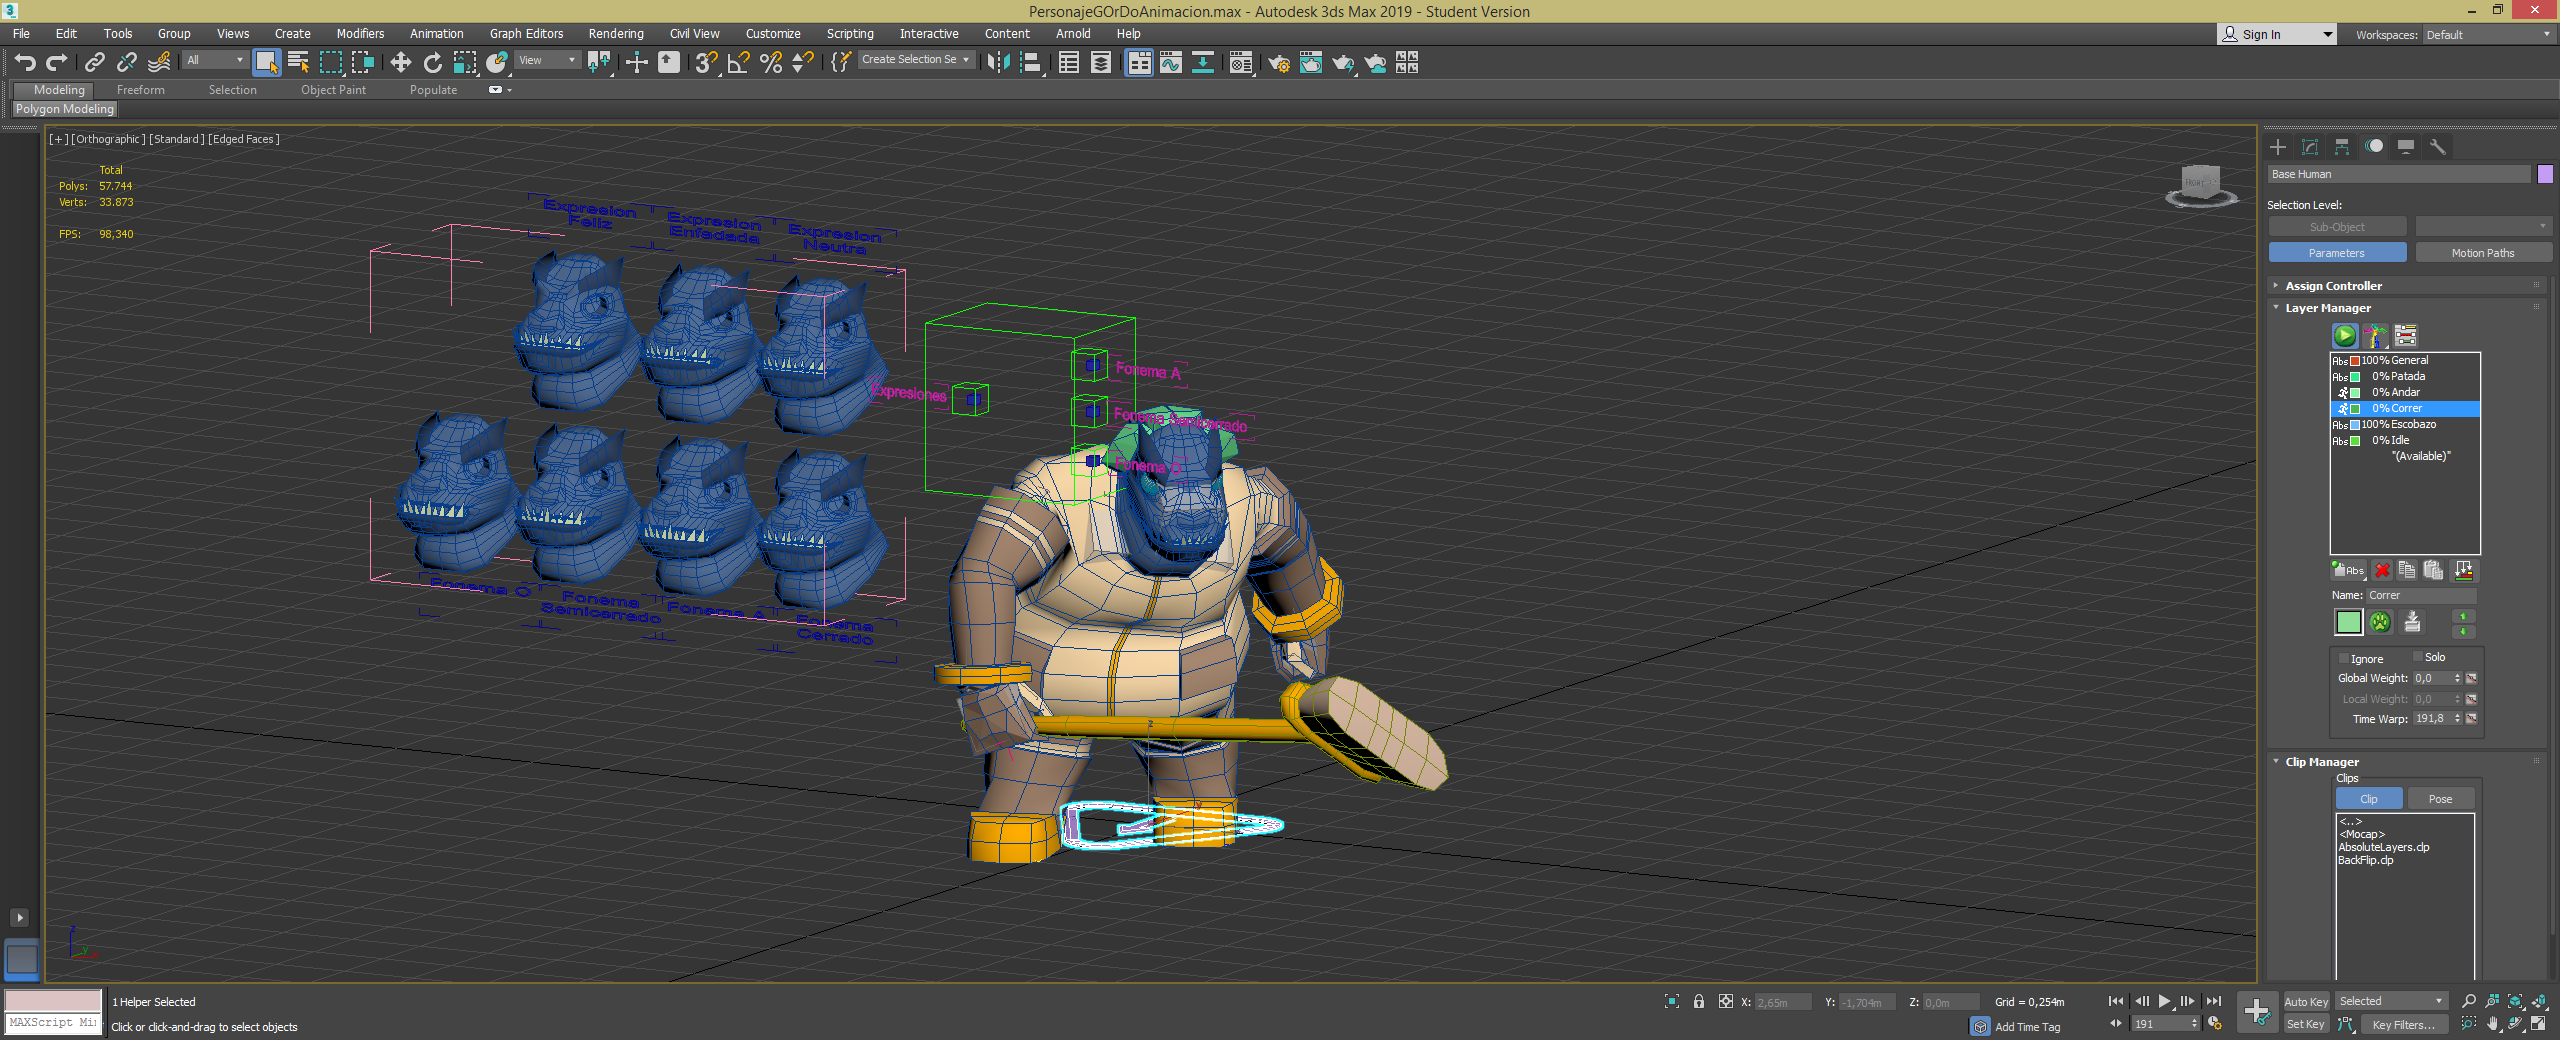 PersonajeGOrDoAnimacion.max - Autodesk 3ds Max 2019 - Student Version
File Edit Tools Group Views Create Modifiers Animation Graph Editors Rendering Civil View Customize Scripting Interactive Content Arnold Help
Sign In
Workspaces: Default
All
View
Create Selection Se
Modeling Freeform Selection Object Paint Populate
Polygon Modeling
[+] [Orthographic] [Standard] [Edged Faces]
Total
Polys: 57.744
Verts: 33.873
FPS: 98,340
Expresion Feliz
Expresion Enfadada
Expresion Neutra
Expresiones
Fonema A
Fonema Semicerrado
Fonema O
Fonema O
Fonema Semicerrado
Fonema A
Fonema Cerrado
FRONT
Base Human
Selection Level:
Sub-Object
Parameters Motion Paths
Assign Controller
Layer Manager
Abs 100% General
Abs 0% Patada
0% Andar
0% Correr
Abs 100% Escobazo
Abs 0% Idle
"(Available)"
Abs
Name: Correr
Ignore Solo
Global Weight: 0,0
Local Weight: 0,0
Time Warp: 191,8
Clip Manager
Clips
Clip Pose
<..>
<Mocap>
AbsoluteLayers.clp
BackFlip.clp
1 Helper Selected
MAXScript Mi
Click or click-and-drag to select objects
X: 2,65m Y: -1,704m Z: 0,0m Grid = 0,254m
Add Time Tag
191
Auto Key Selected
Set Key Key Filters...